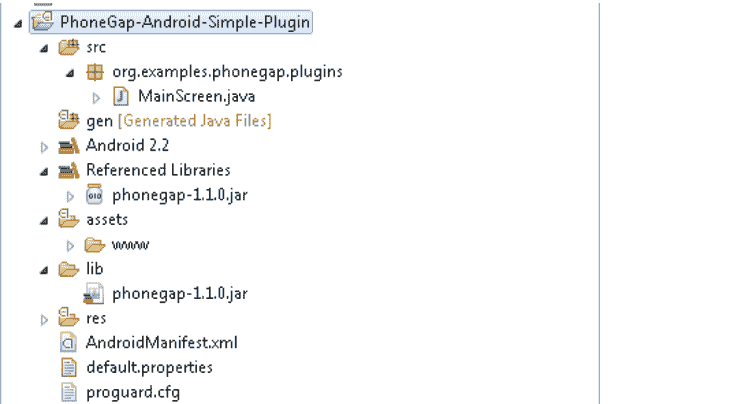 PhoneGap-Android-Simple-Plugin
src
org.examples.phonegap.plugins
MainScreen.java
gen [Generated Java Files]
Android 2.2
Referenced Libraries
phonegap-1.1.0.jar
assets
www
lib
phonegap-1.1.0.jar
res
AndroidManifest.xml
default.properties
proguard.cfg